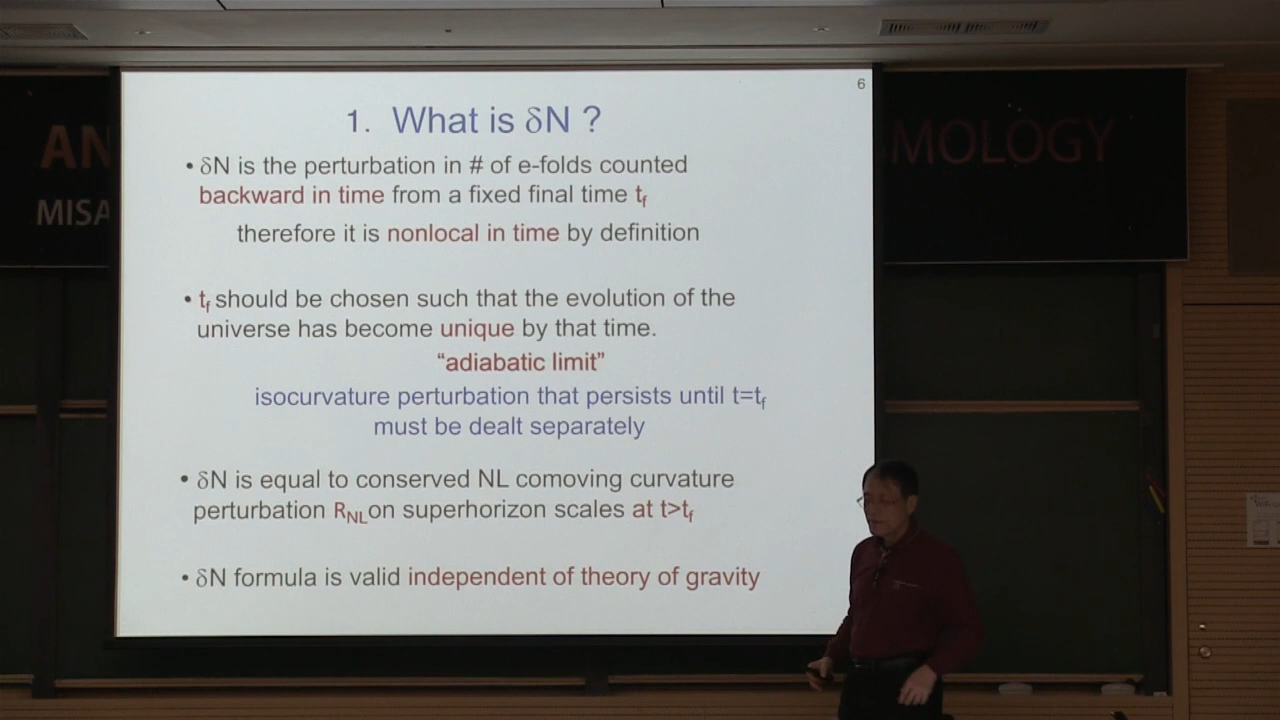 6
1. What is δN ?
• δN is the perturbation in # of e-folds counted
backward in time from a fixed final time tf
therefore it is nonlocal in time by definition
• tf should be chosen such that the evolution of the
universe has become unique by that time.
“adiabatic limit”
isocurvature perturbation that persists until t=tf
must be dealt separately
• δN is equal to conserved NL comoving curvature
perturbation RNL on superhorizon scales at t>tf
• δN formula is valid independent of theory of gravity
AN
MOLOGY
MISA